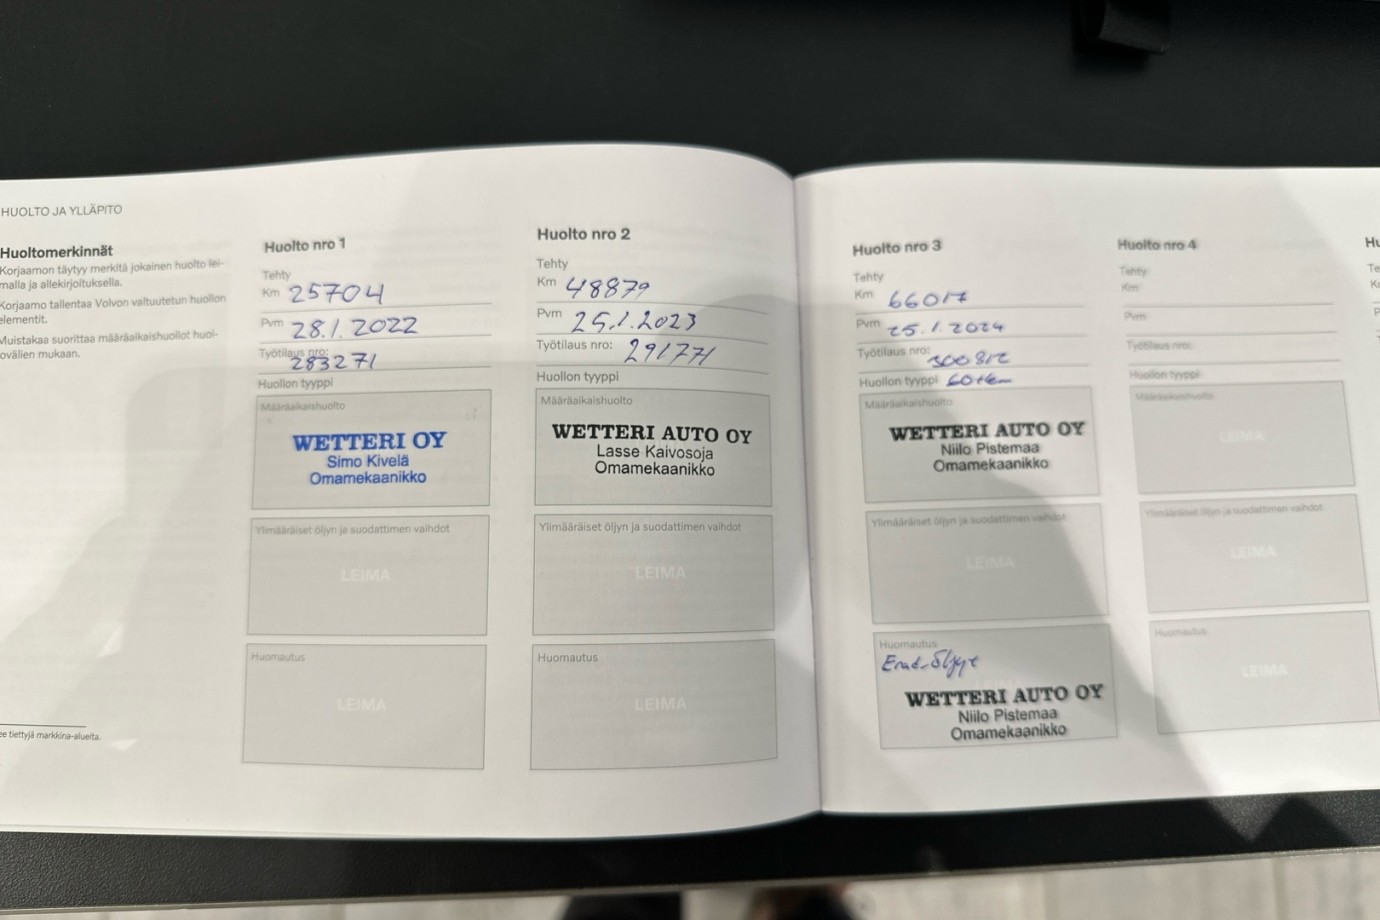 HUOLTO JA YLLÄPITO
Huoltomerkinnät
Korjaamon täytyy merkitä jokainen huolto lei-
malla ja allekirjoituksella.
Korjaamo tallentaa Volvon valtuutetun huollon
elementit.
Muistakaa suorittaa määräaikaishuollot huol-
ovälien mukaan.
ee tiettyjä markkina-alueita.
Huolto nro 1
Tehty
Km 25704
Pvm 28.1.2022
Työtilaus nro:
283271
Huollon tyyppi
Määräaikaishuolto
WETTERI OY
Simo Kivelä
Omamekaanikko
Ylimääräiset öljyn ja suodattimen vaihdot
LEIMA
Huomautus
LEIMA
Huolto nro 2
Tehty
Km 48879
Pvm 25.1.2023
Työtilaus nro: 291771
Huollon tyyppi
Määräaikaishuolto
WETTERI AUTO OY
Lasse Kaivosoja
Omamekaanikko
Ylimääräiset öljyn ja suodattimen vaihdot
LEIMA
Huomautus
LEIMA
Huolto nro 3
Tehty
Km 66017
Pvm 25.1.2024
Työtilaus nro: 300812
Huollon tyyppi 60tkm
Määräaikaishuolto
WETTERI AUTO OY
Niilo Pistemaa
Omamekaanikko
Ylimääräiset öljyn ja suodattimen vaihdot
LEIMA
Huomautus
WETTERI AUTO OY
Niilo Pistemaa
Omamekaanikko
Huolto nro 4
Tehty
Km
Pvm
Työtilaus nro:
Huollon tyyppi
Määräaikaishuolto
LEIMA
Ylimääräiset öljyn ja suodattimen vaihdot
LEIMA
Huomautus
LEIMA